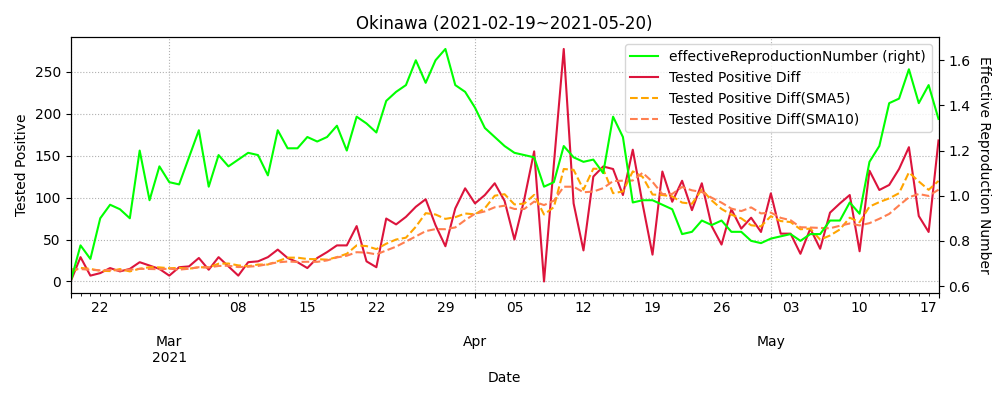 Okinawa (2021-02-19~2021-05-20)
effectiveReproductionNumber (right)
Tested Positive Diff
Tested Positive Diff(SMA5)
Tested Positive Diff(SMA10)
Tested Positive
250
200
150
100
50
0
1.6
1.4
1.2
1.0
0.8
0.6
Effective Reproduction Number
22 08 15 22 29 05 12 19 26 03 10 17
Mar Apr May
2021
Date